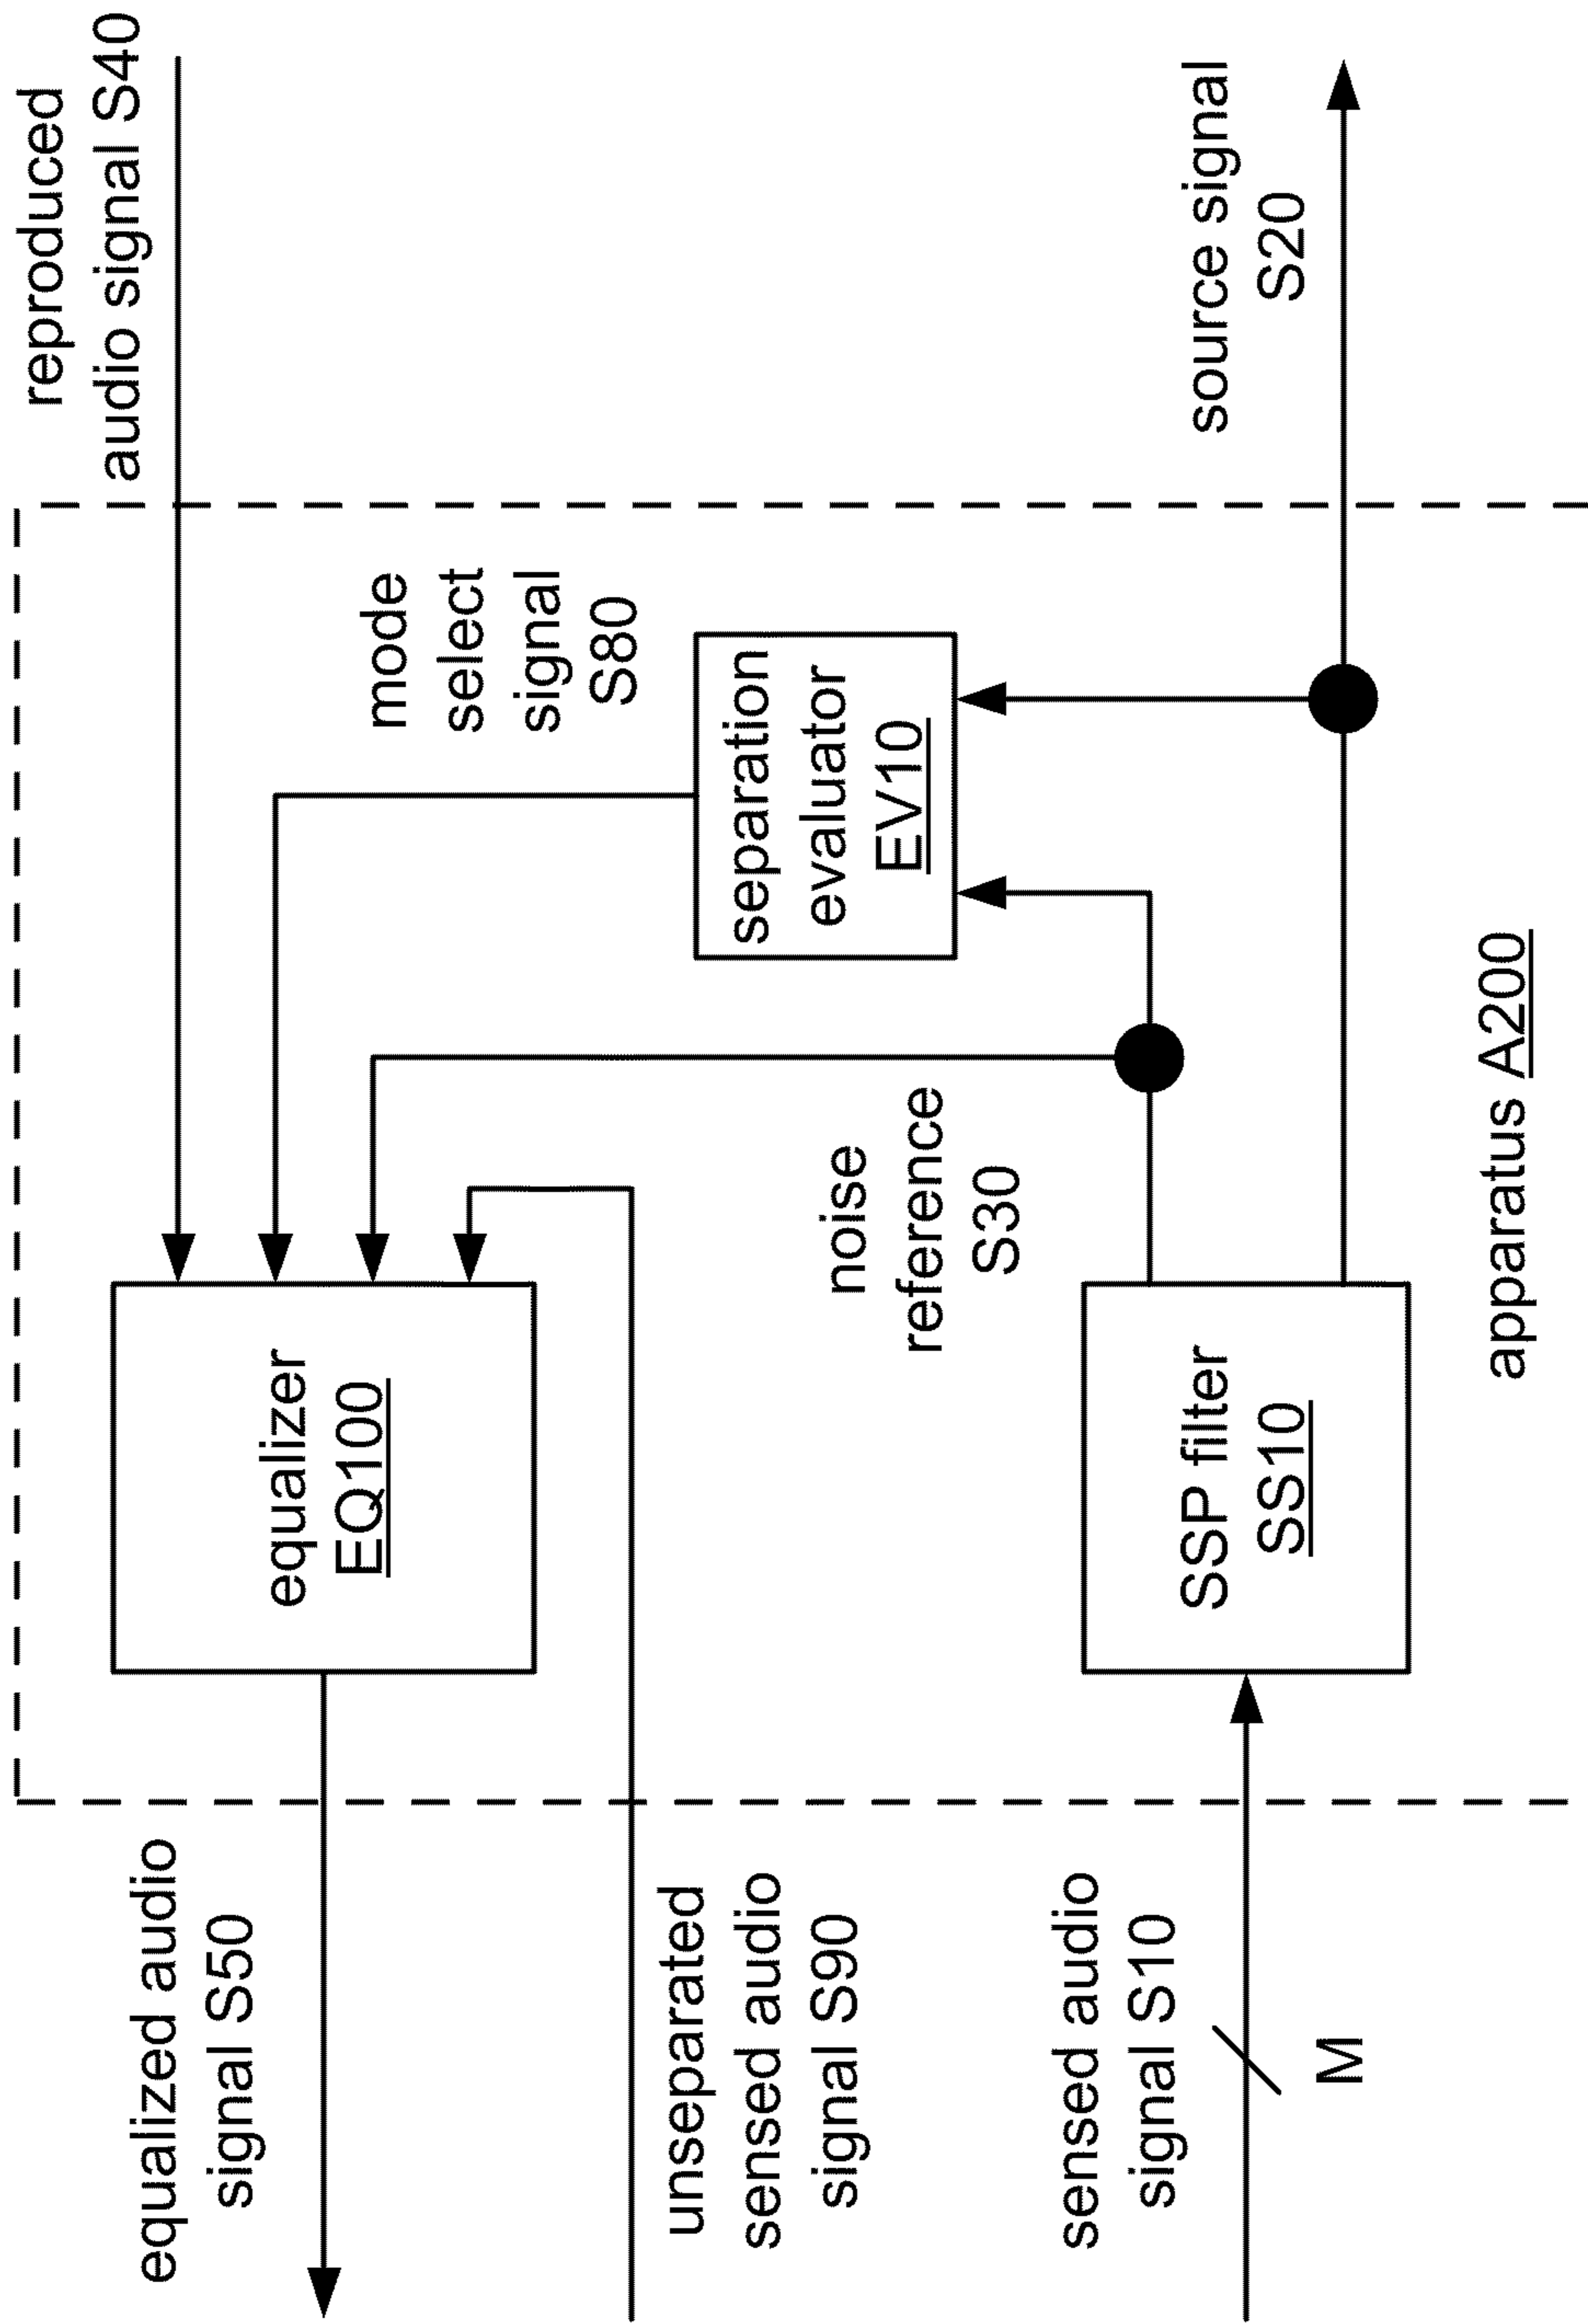 equalized audio
signal S50
unseparated
sensed audio
signal S90
sensed audio
signal S10
M
equalizer
EQ100
SSP filter
SS10
noise
reference
S30
apparatus A200
separation
evaluator
EV10
mode
select
signal
S80
reproduced
audio signal S40
source signal
S20